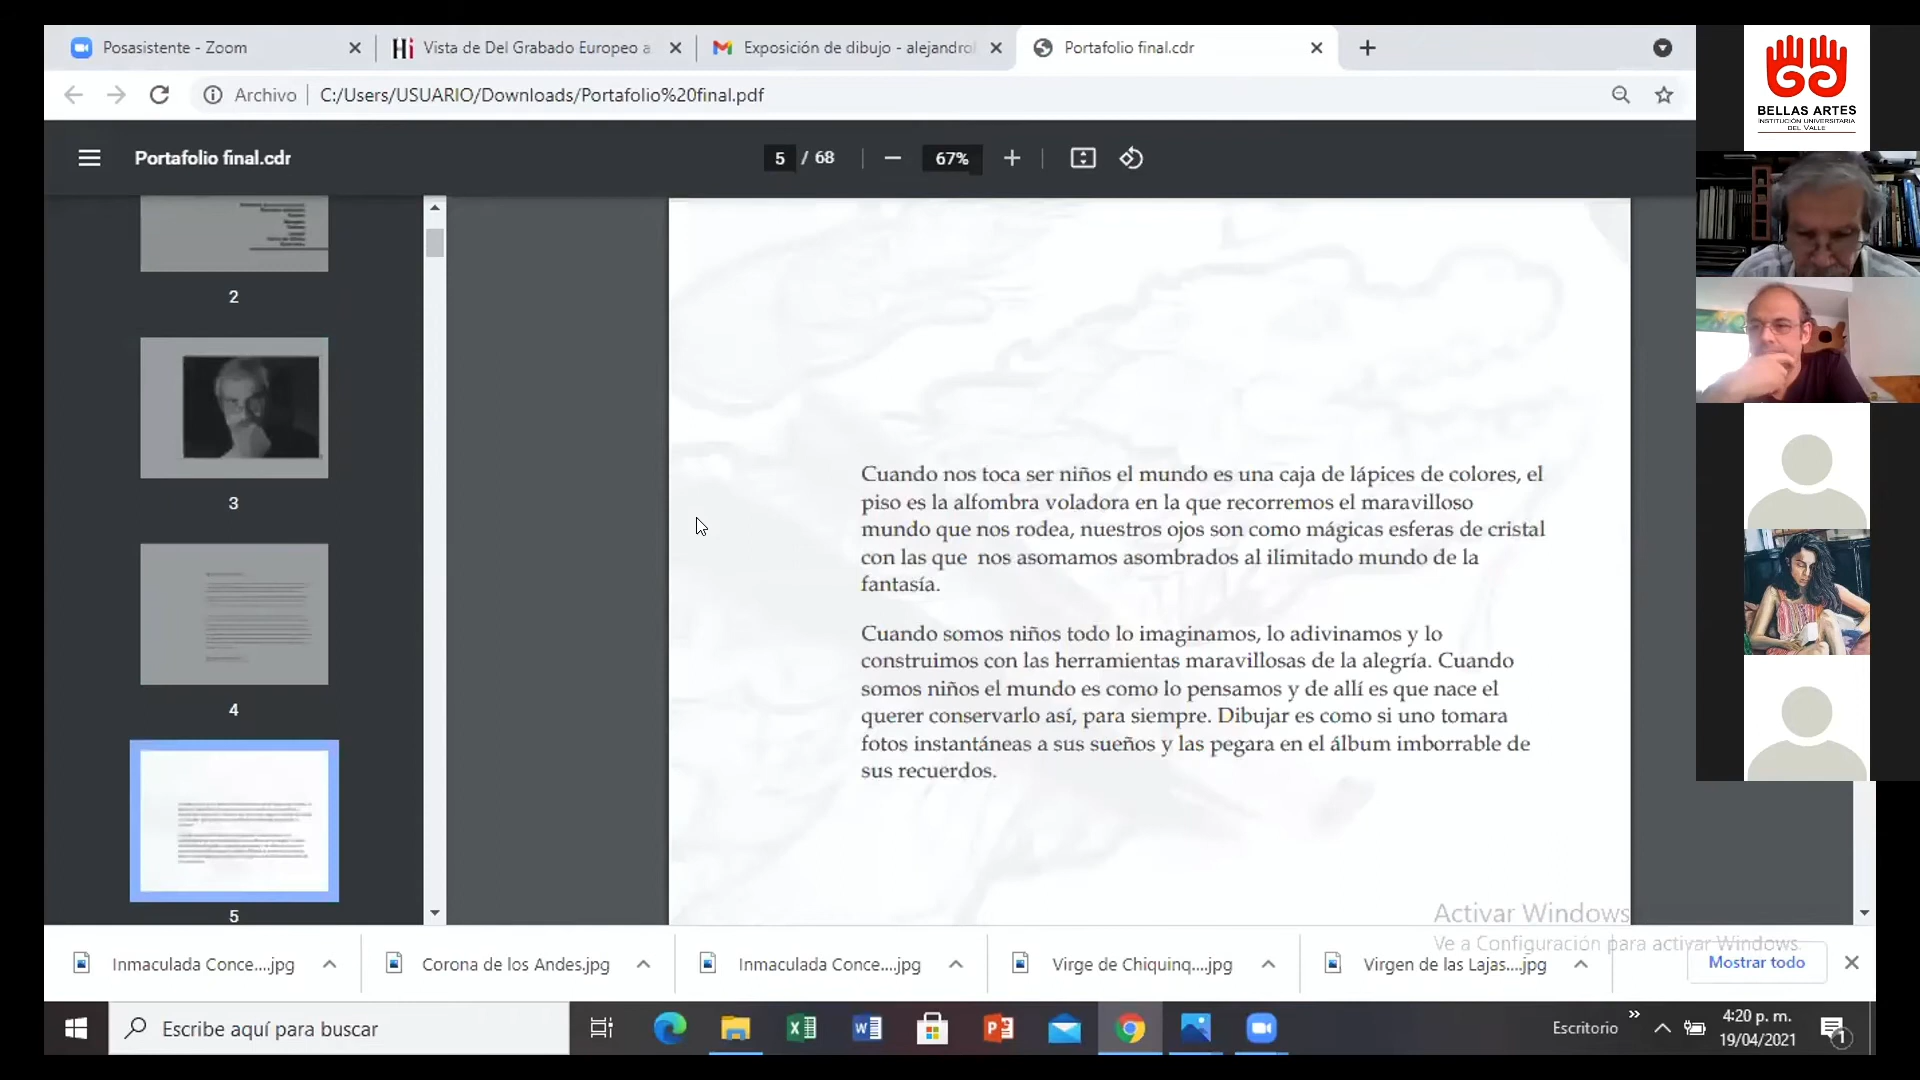 Posasistente - Zoom
Vista de Del Grabado Europeo a
Exposición de dibujo - alejandrol
Portafolio final.cdr
Archivo
C:/Users/USUARIO/Downloads/Portafolio%20final.pdf
Portafolio final.cdr
5 / 68
67%
BELLAS ARTES
INSTITUCIÓN UNIVERSITARIA
DEL VALLE
2
3
4
5
Cuando nos toca ser niños el mundo es una caja de lápices de colores, el
piso es la alfombra voladora en la que recorremos el maravilloso
mundo que nos rodea, nuestros ojos son como mágicas esferas de cristal
con las que nos asomamos asombrados al ilimitado mundo de la
fantasía.
Cuando somos niños todo lo imaginamos, lo adivinamos y lo
construimos con las herramientas maravillosas de la alegría. Cuando
somos niños el mundo es como lo pensamos y de allí es que nace el
querer conservarlo así, para siempre. Dibujar es como si uno tomara
fotos instantáneas a sus sueños y las pegara en el álbum imborrable de
sus recuerdos.
Activar Windows
Ve a Configuración para activar Windows.
Inmaculada Conce....jpg
Corona de los Andes.jpg
Inmaculada Conce....jpg
Virge de Chiquinq....jpg
Virgen de las Lajas....jpg
Mostrar todo
Escribe aquí para buscar
Escritorio
4:20 p. m.
19/04/2021
1